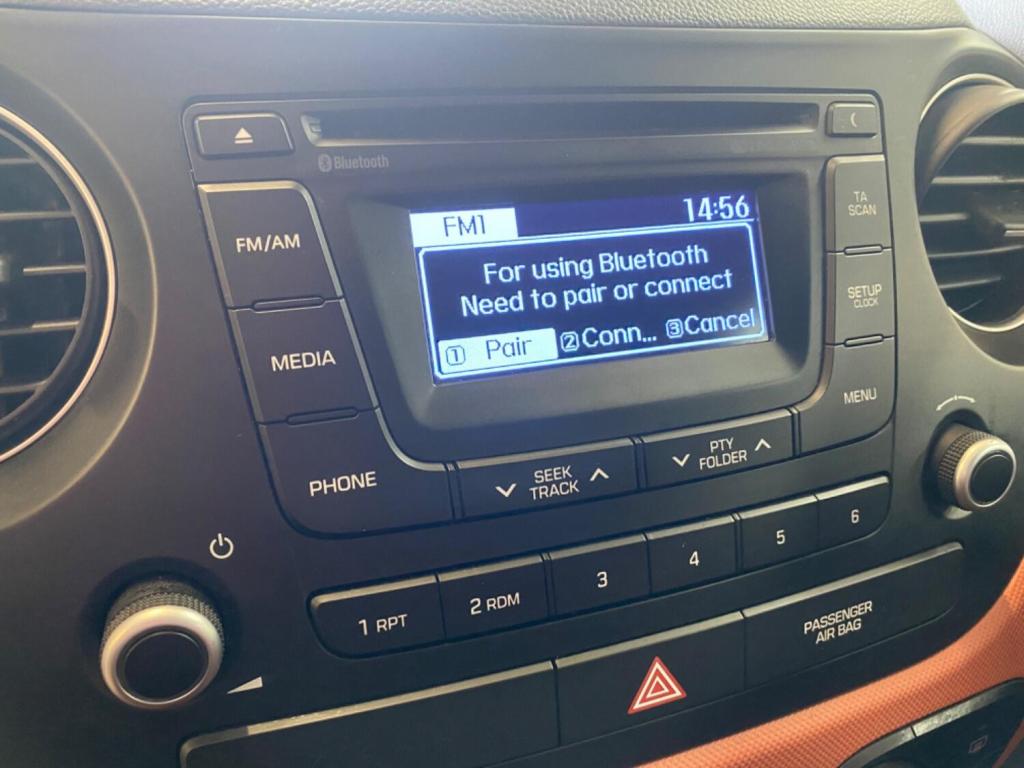 Bluetooth
TA
SCAN
FM/AM
FM1
14:56
For using Bluetooth
Need to pair or connect
1 Pair
2 Conn...
3 Cancel
SETUP
CLOCK
MEDIA
MENU
PHONE
SEEK
TRACK
PTY
FOLDER
1 RPT
2 RDM
3
4
5
6
PASSENGER
AIR BAG